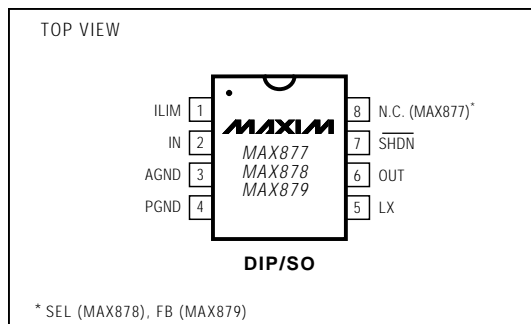 TOP VIEW
ILIM 1
IN 2
AGND 3
PGND 4
MAXIM
MAX877
MAX878
MAX879
8 N.C. (MAX877)*
7 SHDN
6 OUT
5 LX
DIP/SO
* SEL (MAX878), FB (MAX879)